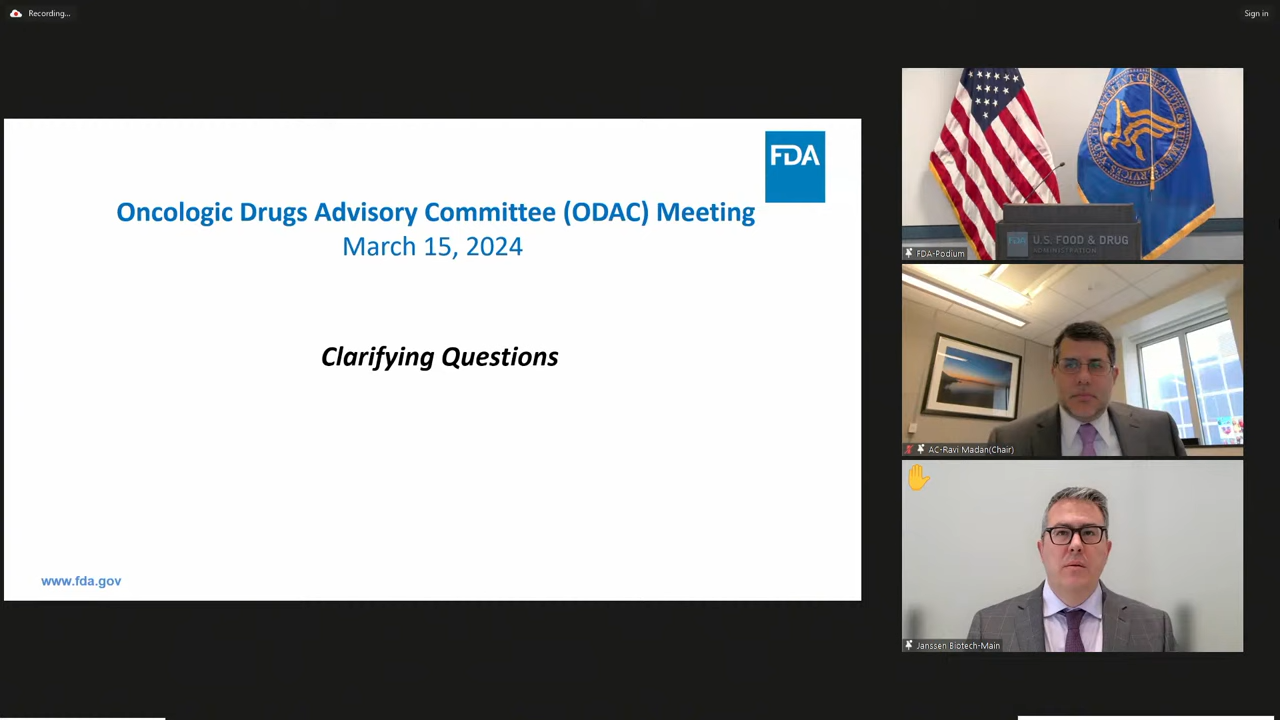 Recording...
Sign in
FDA
Oncologic Drugs Advisory Committee (ODAC) Meeting
March 15, 2024
Clarifying Questions
www.fda.gov
FDA U.S. FOOD & DRUG
ADMINISTRATION
FDA-Podium
AC-Ravi Madan(Chair)
Janssen Biotech-Main